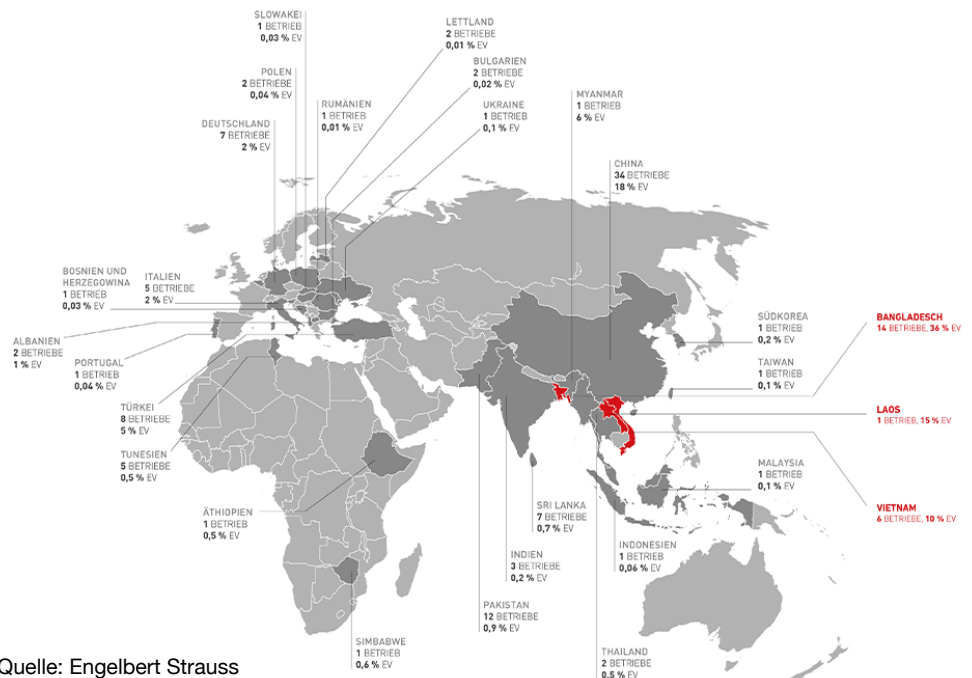 SLOWAKEI
1 BETRIEB
0,03 % EV
LETTLAND
2 BETRIEBE
0,01 % EV
POLEN
2 BETRIEBE
0,04 % EV
BULGARIEN
2 BETRIEBE
0,02 % EV
RUMÄNIEN
1 BETRIEB
0,01 % EV
UKRAINE
1 BETRIEB
0,1 % EV
MYANMAR
1 BETRIEB
6 % EV
DEUTSCHLAND
7 BETRIEBE
2 % EV
CHINA
34 BETRIEBE
18 % EV
BOSNIEN UND
HERZEGOWINA
1 BETRIEB
0,03 % EV
ITALIEN
5 BETRIEBE
2 % EV
ALBANIEN
2 BETRIEBE
1 % EV
PORTUGAL
1 BETRIEB
0,04 % EV
SÜDKOREA
1 BETRIEB
0,2 % EV
BANGLADESCH
14 BETRIEBE, 36 % EV
TAIWAN
1 BETRIEB
0,1 % EV
TÜRKEI
8 BETRIEBE
5 % EV
LAOS
1 BETRIEB, 15 % EV
TUNESIEN
5 BETRIEBE
0,5 % EV
MALAYSIA
1 BETRIEB
0,1 % EV
ÄTHIOPIEN
1 BETRIEB
0,5 % EV
SRI LANKA
7 BETRIEBE
0,7 % EV
VIETNAM
6 BETRIEBE, 10 % EV
INDIEN
3 BETRIEBE
0,2 % EV
INDONESIEN
1 BETRIEB
0,06 % EV
PAKISTAN
12 BETRIEBE
0,9 % EV
SIMBABWE
1 BETRIEB
0,6 % EV
THAILAND
2 BETRIEBE
0,5 % EV
Quelle: Engelbert Strauss